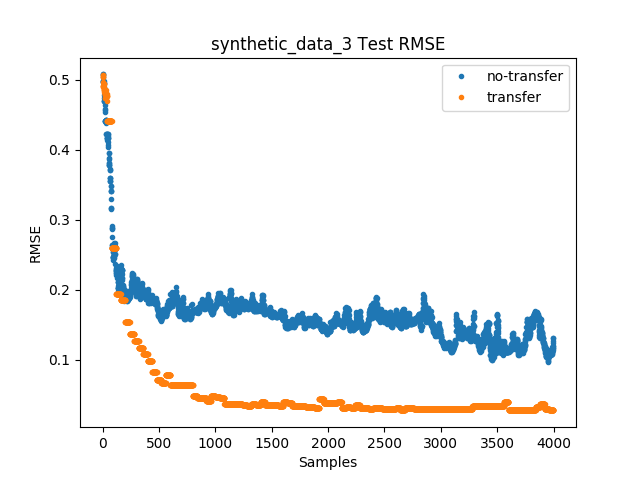 synthetic_data_3 Test RMSE
no-transfer
transfer
RMSE
0.5
0.4
0.3
0.2
0.1
0 500 1000 1500 2000 2500 3000 3500 4000
Samples